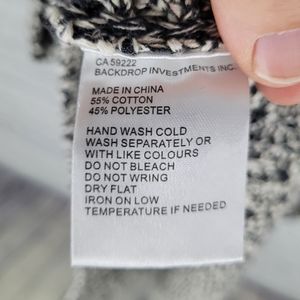 CA 59222
BACKDROP INVESTMENTS INC.
MADE IN CHINA
55% COTTON
45% POLYESTER
HAND WASH COLD
WASH SEPARATELY OR
WITH LIKE COLOURS
DO NOT BLEACH
DO NOT WRING
DRY FLAT
IRON ON LOW
TEMPERATURE IF NEEDED